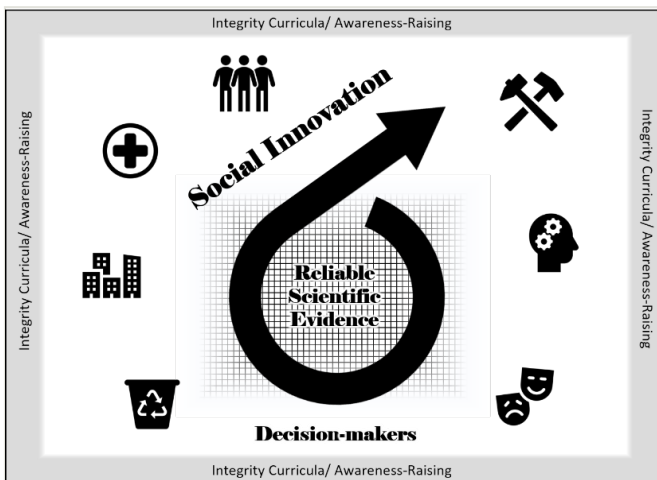 Integrity Curricula/ Awareness-Raising
Integrity Curricula/ Awareness-Raising
Social Innovation
Integrity Curricula/ Awareness-Raising
Reliable
Scientific
Evidence
Decision-makers
Integrity Curricula/ Awareness-Raising